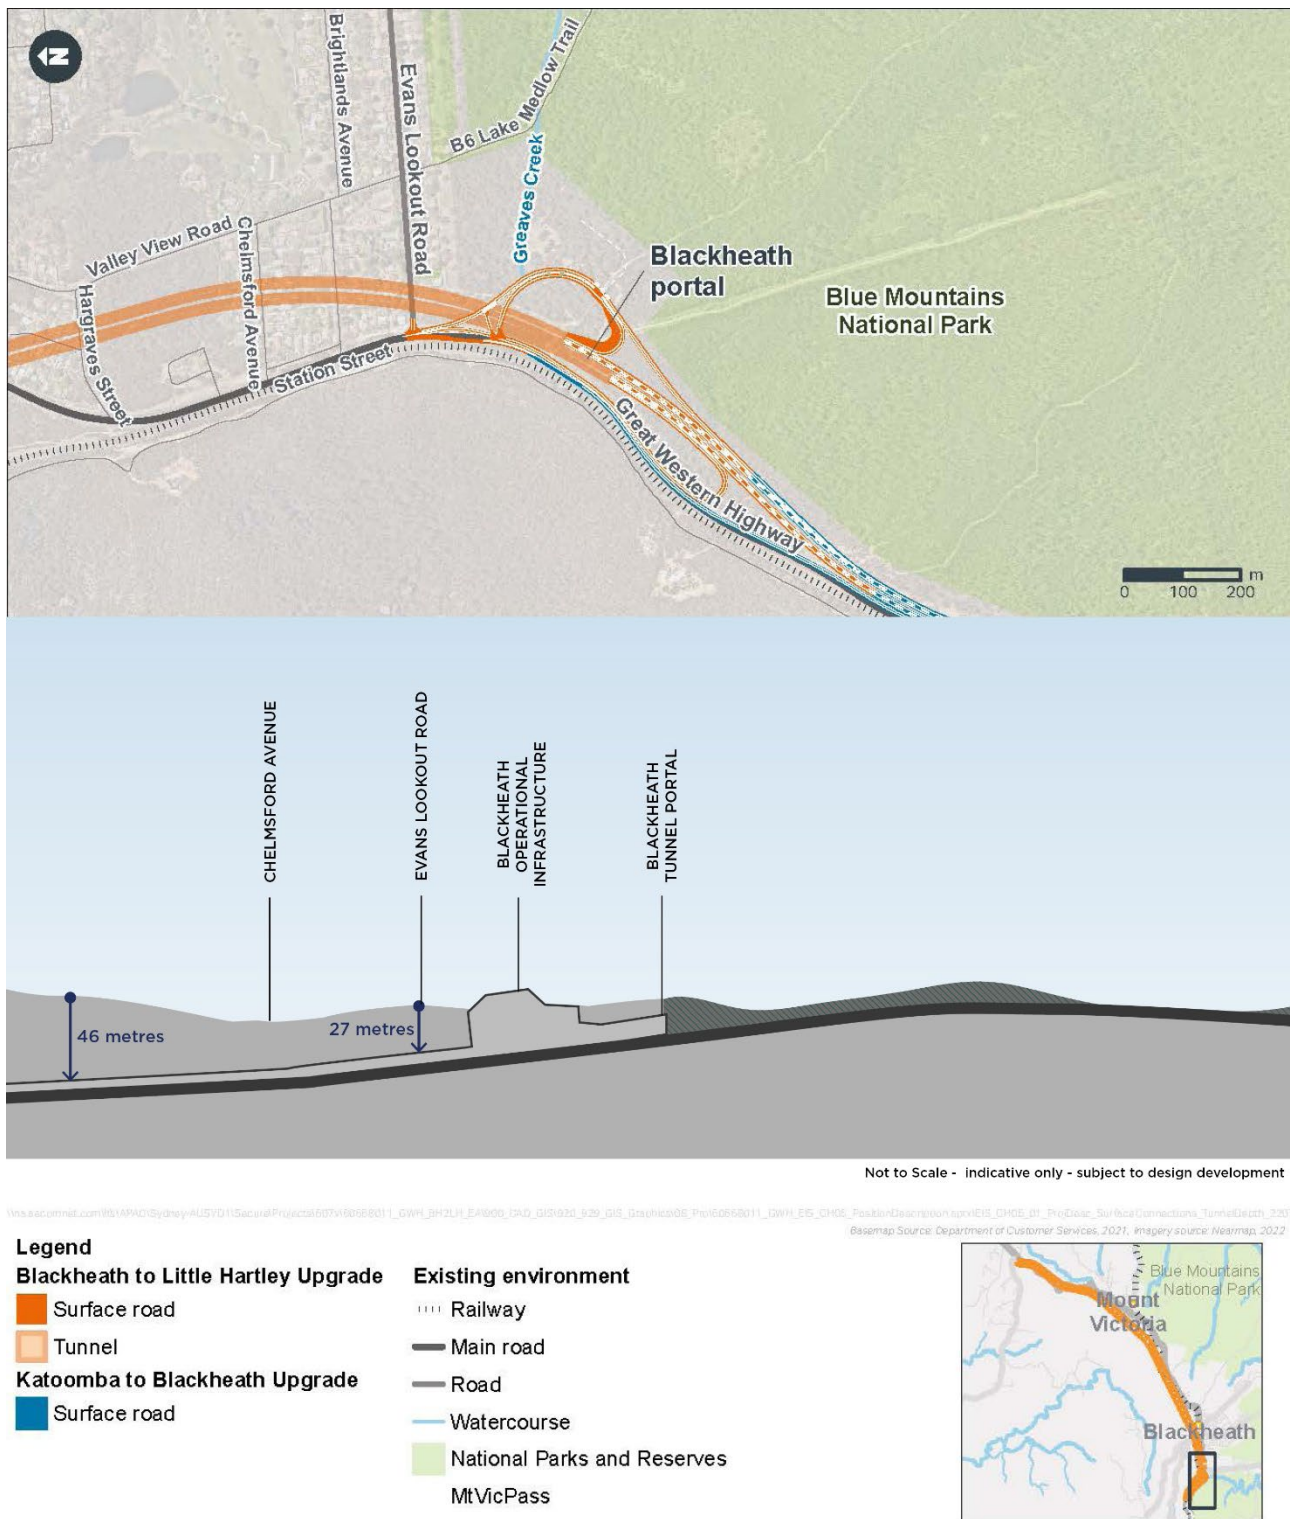 N
Brightlands Avenue
Evans Lookout Road
B6 Lake Medlow Trail
Greaves Creek
Valley View Road
Chelmsford Avenue
Hargraves Street
Station Street
Blackheath
portal
Blue Mountains
National Park
Great Western Highway
m
0 100 200
CHELMSFORD AVENUE
EVANS LOOKOUT ROAD
BLACKHEATH
OPERATIONAL
INFRASTRUCTURE
BLACKHEATH
TUNNEL PORTAL
46 metres
27 metres
Not to Scale - indicative only - subject to design development
Basemap Source: Department of Customer Services, 2021, Imagery source: Nearmap, 2022
Legend
Blackheath to Little Hartley Upgrade
Surface road
Tunnel
Katoomba to Blackheath Upgrade
Surface road
Existing environment
Railway
Main road
Road
Watercourse
National Parks and Reserves
MtVicPass
Blue Mountains
National Park
Mount
Victoria
Blackheath